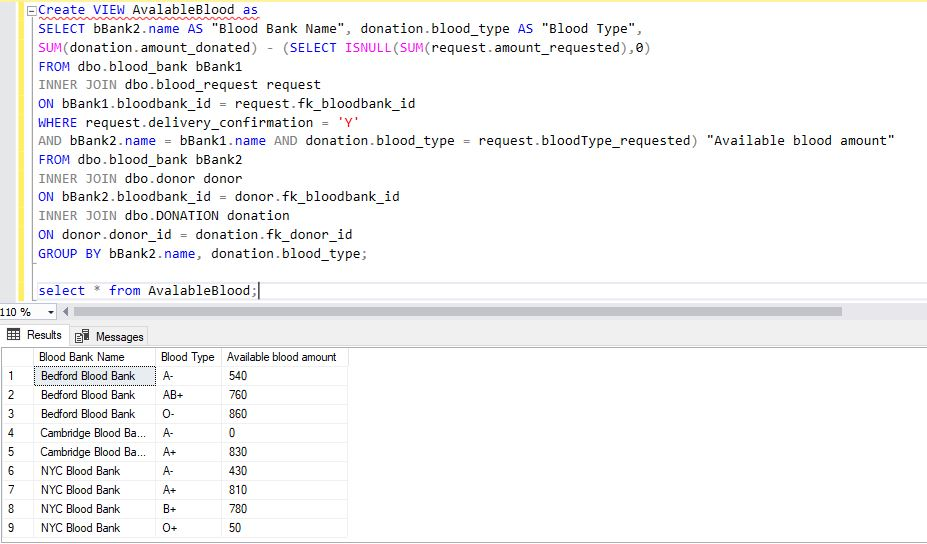 Create VIEW AvalableBlood as
SELECT bBank2.name AS "Blood Bank Name", donation.blood_type AS "Blood Type",
SUM(donation.amount_donated) - (SELECT ISNULL(SUM(request.amount_requested),0)
FROM dbo.blood_bank bBank1
INNER JOIN dbo.blood_request request
ON bBank1.bloodbank_id = request.fk_bloodbank_id
WHERE request.delivery_confirmation = 'Y'
AND bBank2.name = bBank1.name AND donation.blood_type = request.bloodType_requested) "Available blood amount"
FROM dbo.blood_bank bBank2
INNER JOIN dbo.donor donor
ON bBank2.bloodbank_id = donor.fk_bloodbank_id
INNER JOIN dbo.DONATION donation
ON donor.donor_id = donation.fk_donor_id
GROUP BY bBank2.name, donation.blood_type;
select * from AvalableBlood;
110 %
Results Messages
Blood Bank Name Blood Type Available blood amount
1 Bedford Blood Bank A- 540
2 Bedford Blood Bank AB+ 760
3 Bedford Blood Bank O- 860
4 Cambridge Blood Ba... A- 0
5 Cambridge Blood Ba... A+ 830
6 NYC Blood Bank A- 430
7 NYC Blood Bank A+ 810
8 NYC Blood Bank B+ 780
9 NYC Blood Bank O+ 50